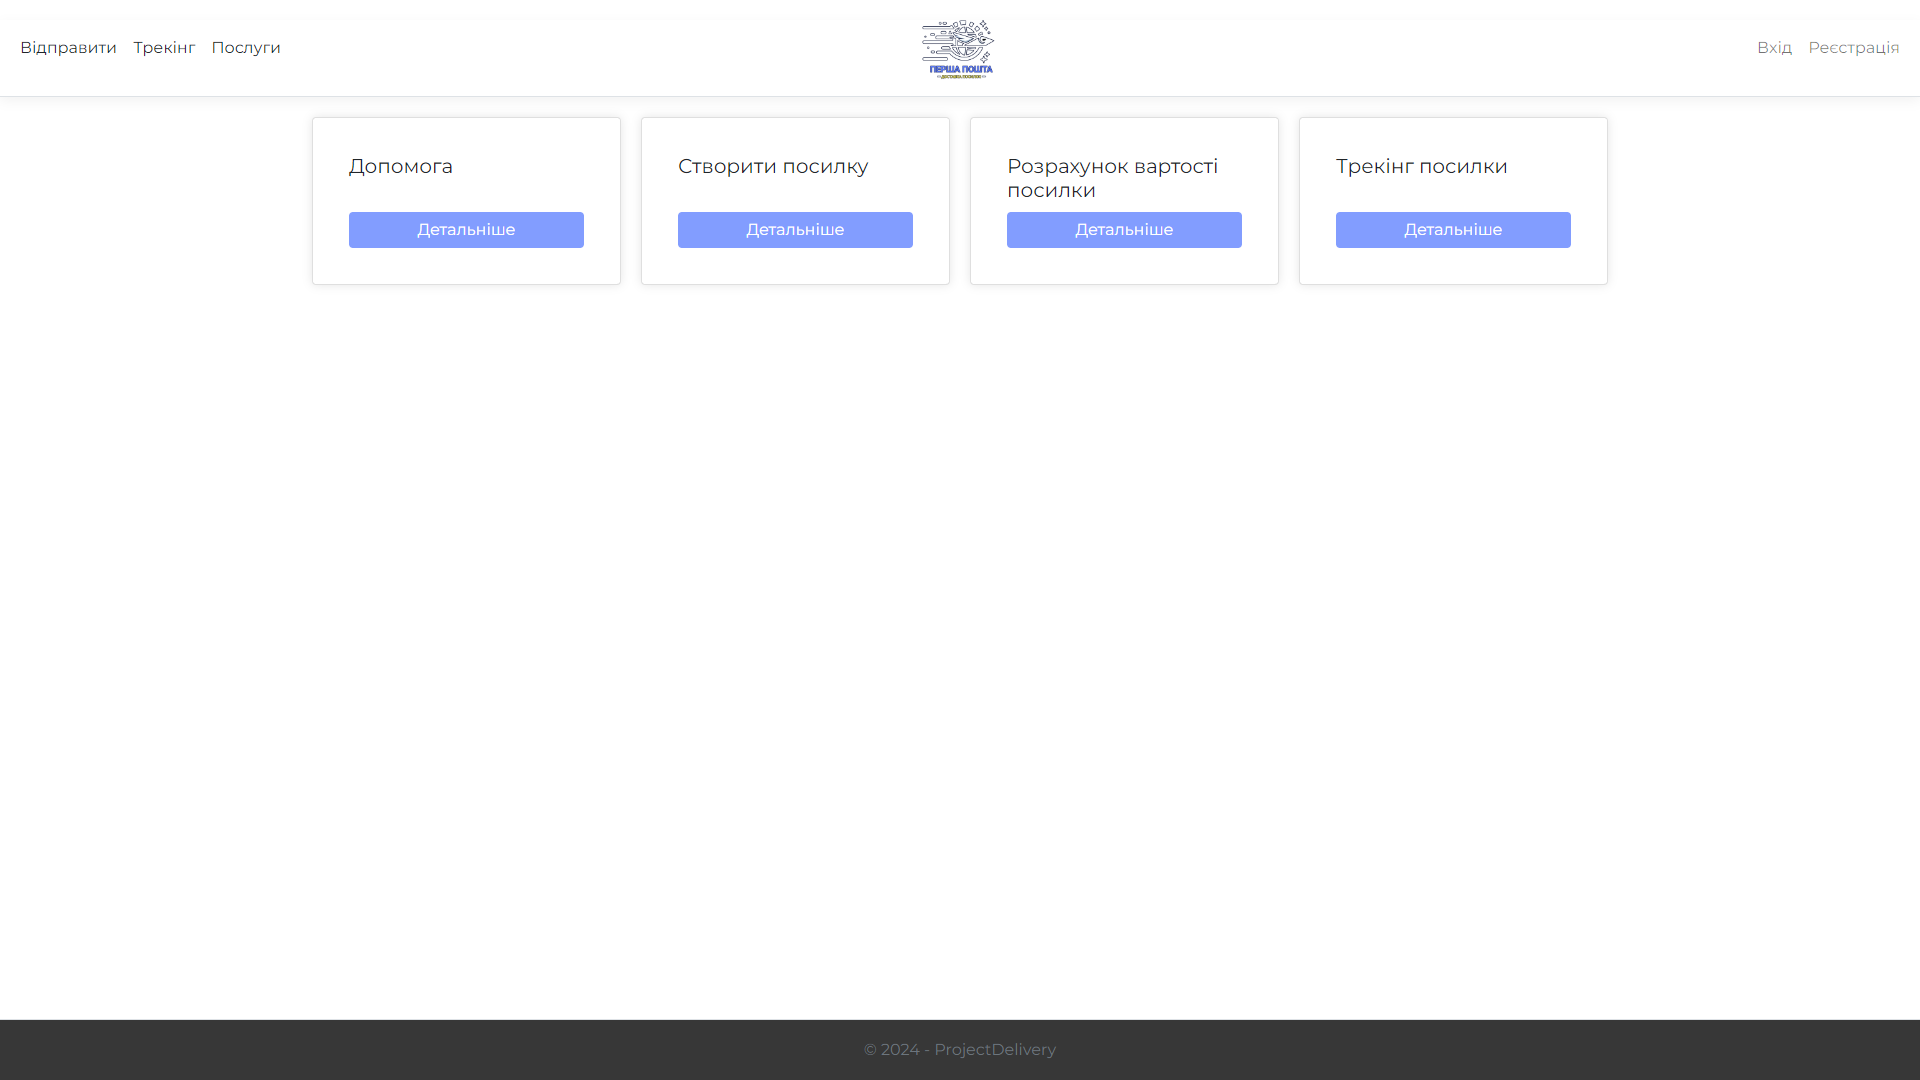 Відправити Трекінг Послуги
ПЕРША ПОШТА
Вхід Реєстрація
Допомога
Детальніше
Створити посилку
Детальніше
Розрахунок вартості
посилки
Детальніше
Трекінг посилки
Детальніше
© 2024 - ProjectDelivery